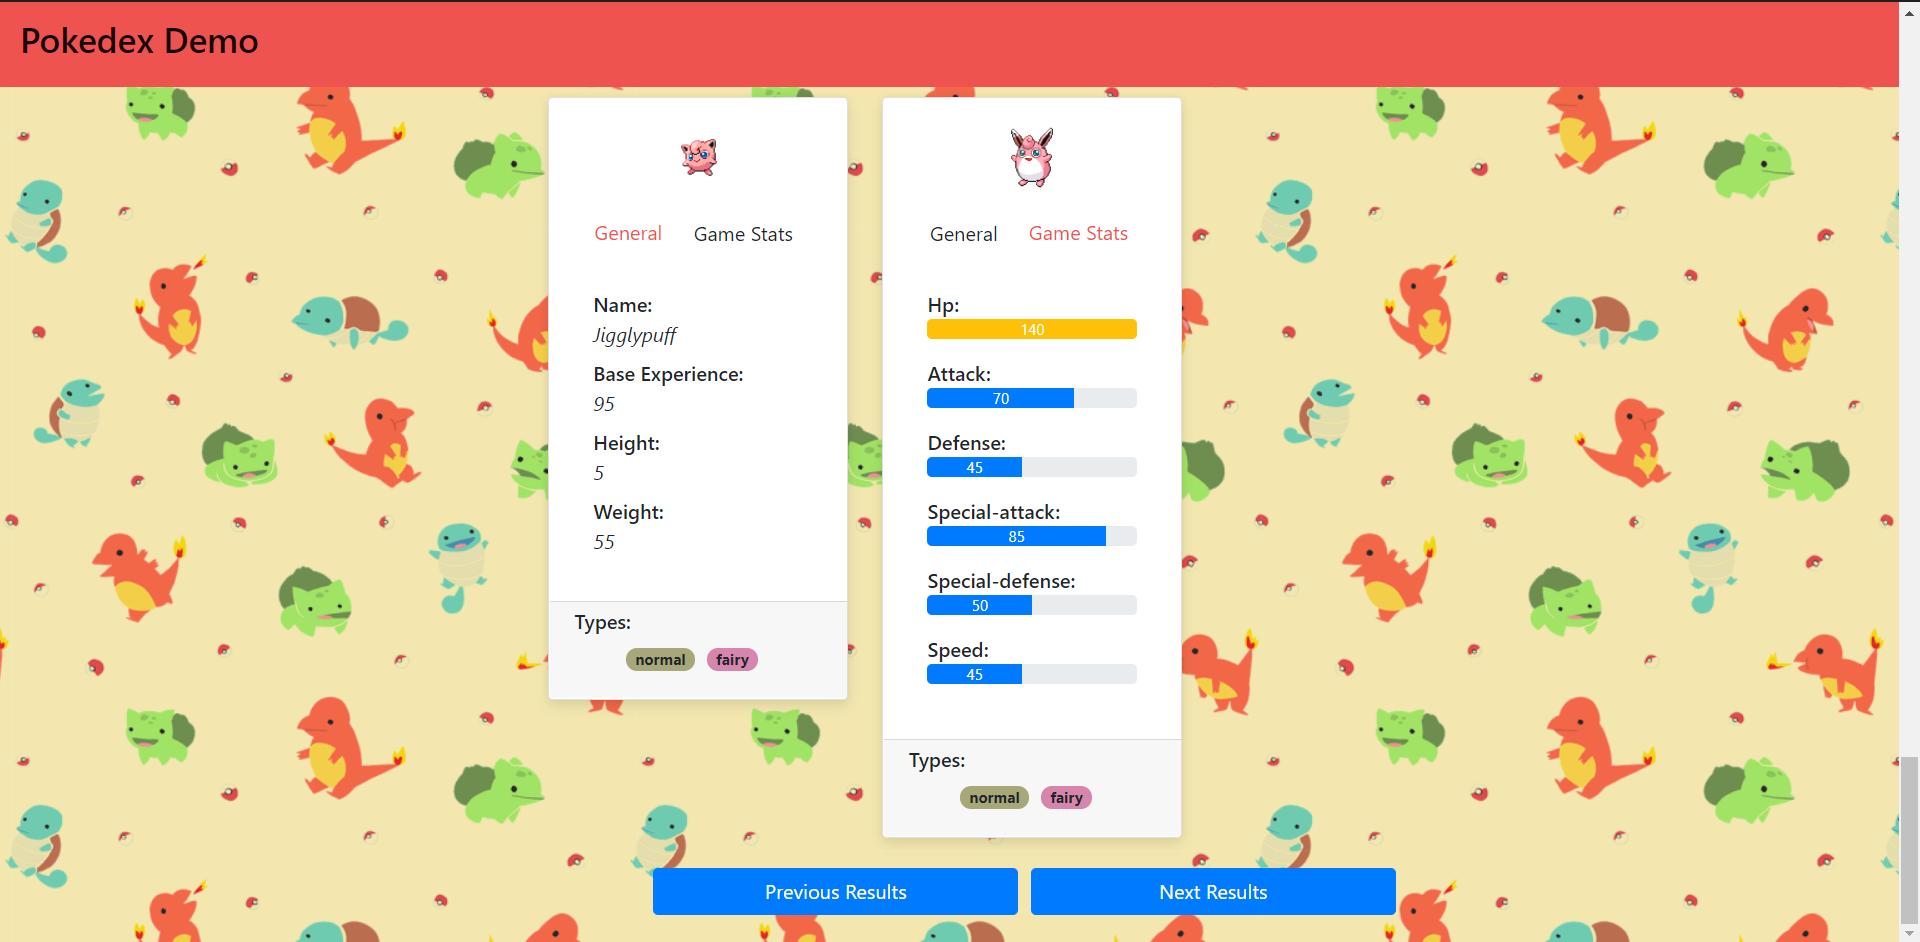 Pokedex Demo
General Game Stats
Name:
Jigglypuff
Base Experience:
95
Height:
5
Weight:
55
Types:
normal fairy
General Game Stats
Hp:
140
Attack:
70
Defense:
45
Special-attack:
85
Special-defense:
50
Speed:
45
Types:
normal fairy
Previous Results
Next Results